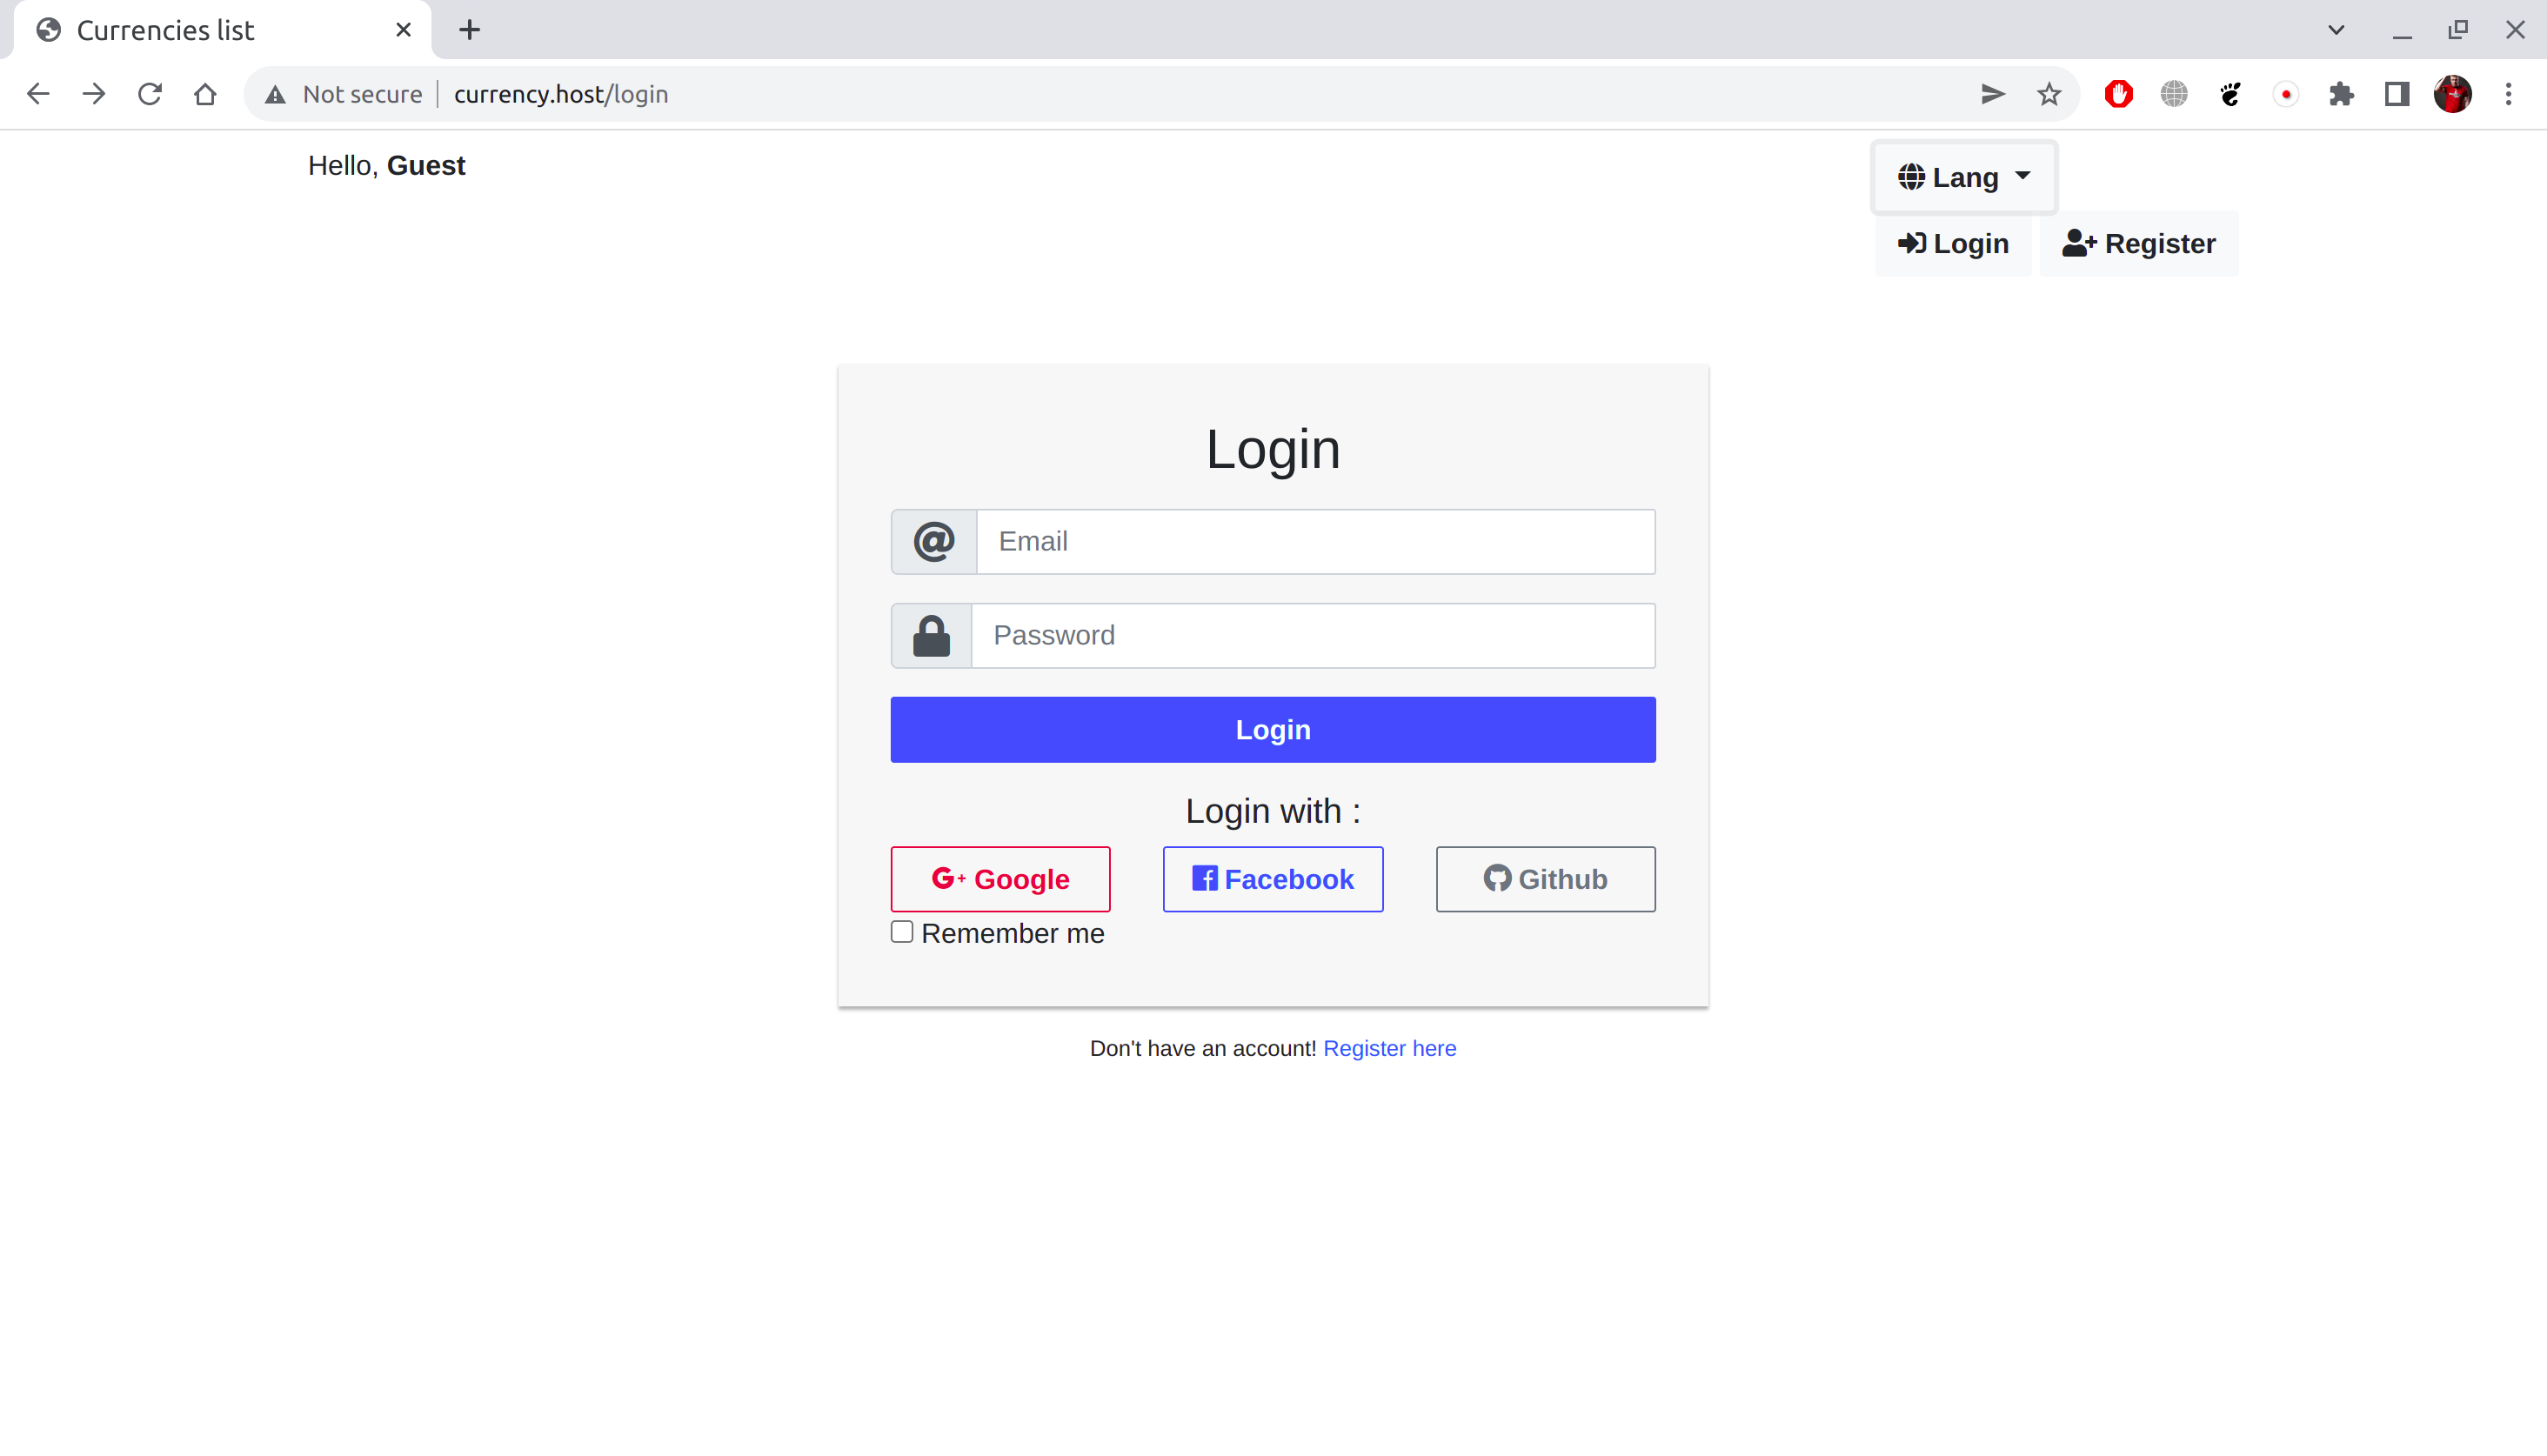 Currencies list
Not secure currency.host/login
Hello, Guest
Lang
Login Register
Login
@ Email
Password
Login
Login with :
G+ Google Facebook Github
Remember me
Don't have an account! Register here